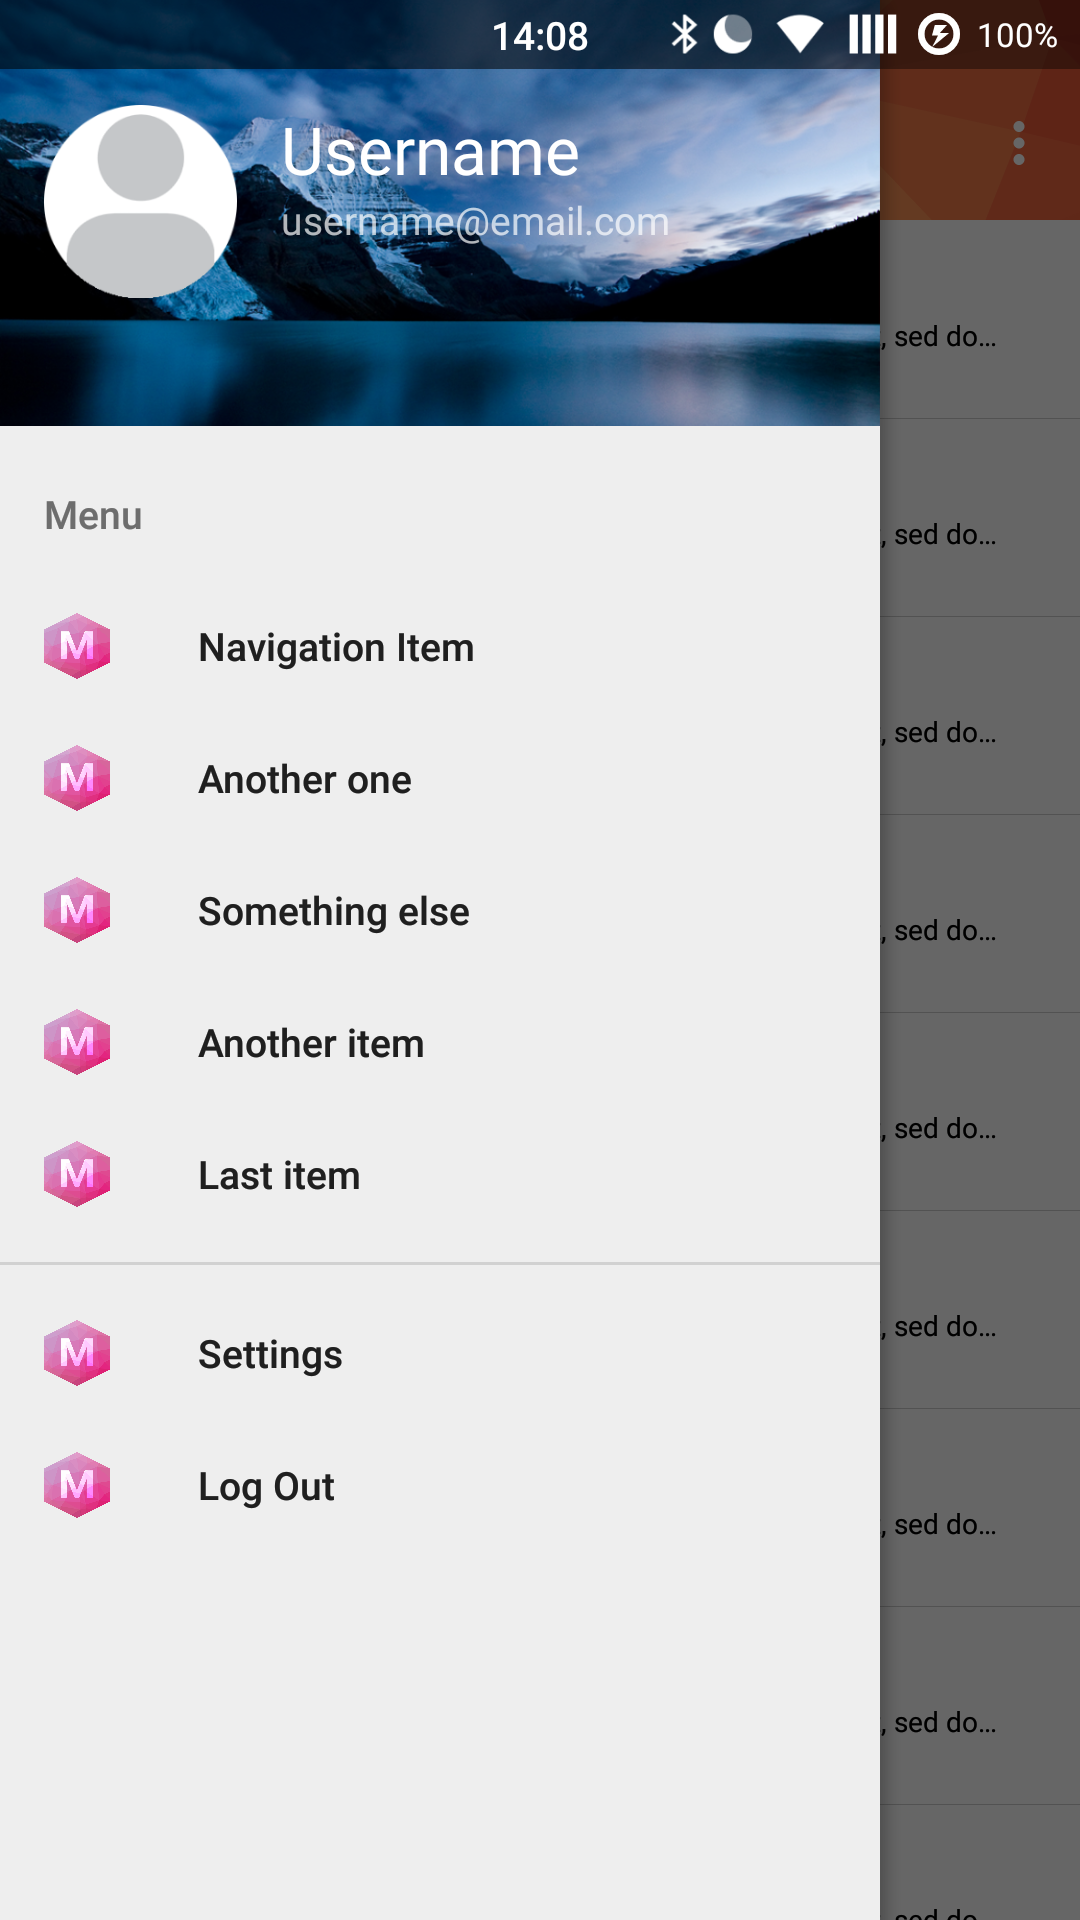 14:08 100%
Username
username@email.com
, sed do...
Menu
, sed do...
M Navigation Item
, sed do...
M Another one
M Something else
, sed do...
M Another item
, sed do...
M Last item
, sed do...
M Settings
M Log Out
, sed do...
, sed do...